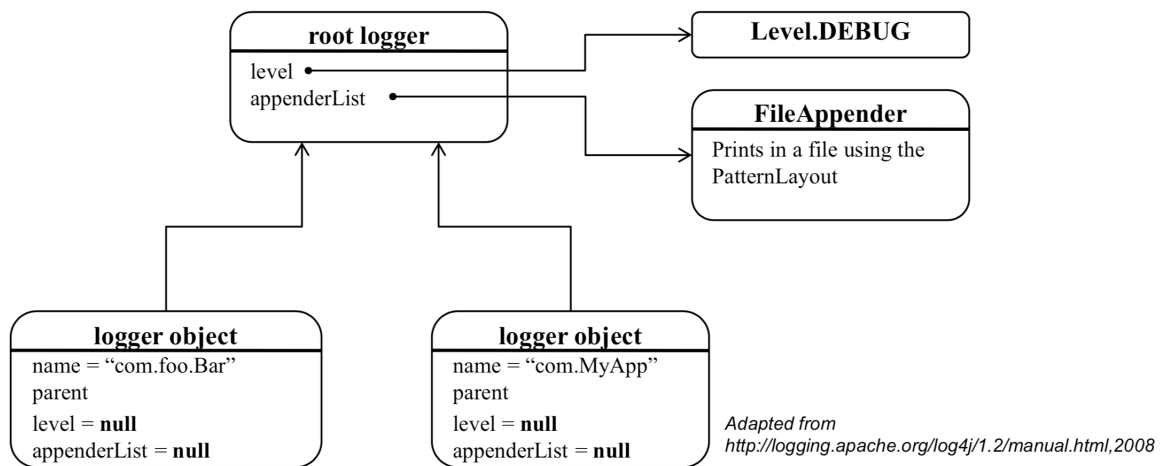 root logger
level
appenderList
Level.DEBUG
FileAppender
Prints in a file using the
PatternLayout
logger object
name = “com.foo.Bar”
parent
level = null
appenderList = null
logger object
name = “com.MyApp”
parent
level = null
appenderList = null
Adapted from
http://logging.apache.org/log4j/1.2/manual.html,2008